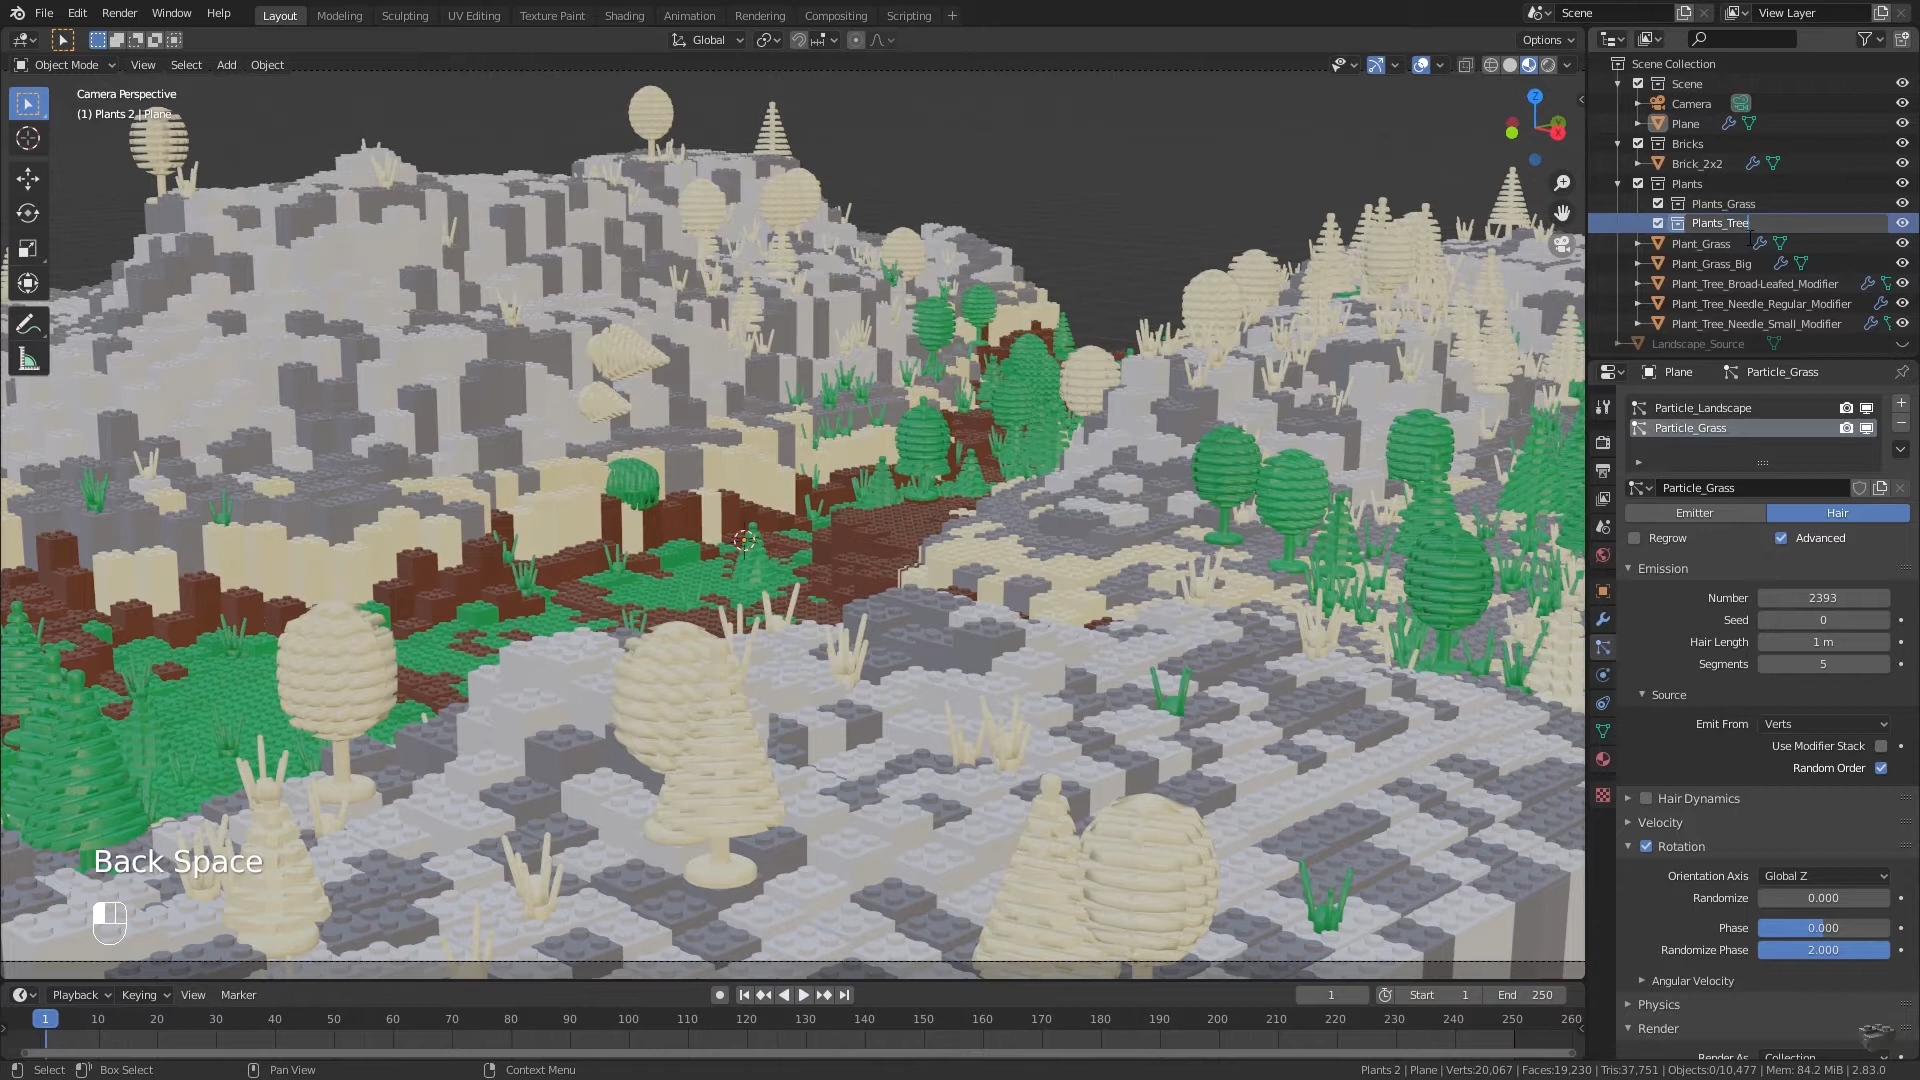 File Edit Render Window Help Layout Modeling Sculpting UV Editing Texture Paint Shading Animation Rendering Compositing Scripting + Scene View Layer
Global Options
Object Mode View Select Add Object
Camera Perspective
(1) Plants 2 | Plane
Z
Y
X
Scene Collection
Scene
Camera
Plane
Bricks
Brick_2x2
Plants
Plants_Grass
Plants_Tree
Plant_Grass
Plant_Grass_Big
Plant_Tree_Broad-Leafed_Modifier
Plant_Tree_Needle_Regular_Modifier
Plant_Tree_Needle_Small_Modifier
Landscape_Source
Plane Particle_Grass
Particle_Landscape
Particle_Grass
Particle_Grass
Emitter Hair
Regrow Advanced
Emission
Number 2393
Seed 0
Hair Length 1 m
Segments 5
Source
Emit From Verts
Use Modifier Stack
Random Order
Hair Dynamics
Velocity
Rotation
Orientation Axis Global Z
Randomize 0.000
Phase 0.000
Randomize Phase 2.000
Angular Velocity
Physics
Render
Render As Collection
Back Space
Playback Keying View Marker 1 Start 1 End 250
1 10 20 30 40 50 60 70 80 90 100 110 120 130 140 150 160 170 180 190 200 210 220 230 240 250 260
Select Box Select Pan View Context Menu Plants 2 | Plane | Verts:20,067 | Faces:19,230 | Tris:37,751 | Objects:0/10,477 | Mem: 84.2 MiB | 2.83.0